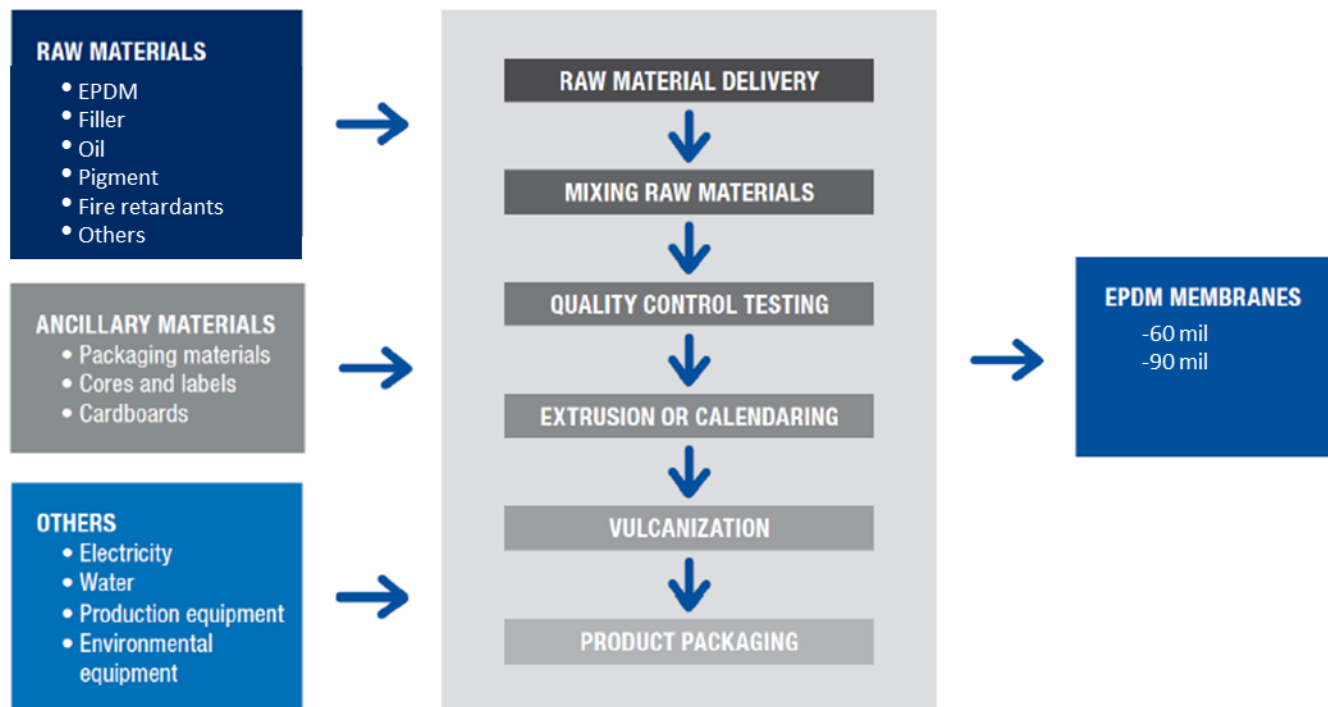 RAW MATERIALS
• EPDM
• Filler
• Oil
• Pigment
• Fire retardants
• Others
ANCILLARY MATERIALS
• Packaging materials
• Cores and labels
• Cardboards
OTHERS
• Electricity
• Water
• Production equipment
• Environmental
equipment
RAW MATERIAL DELIVERY
MIXING RAW MATERIALS
QUALITY CONTROL TESTING
EXTRUSION OR CALENDARING
VULCANIZATION
PRODUCT PACKAGING
EPDM MEMBRANES
-60 mil
-90 mil